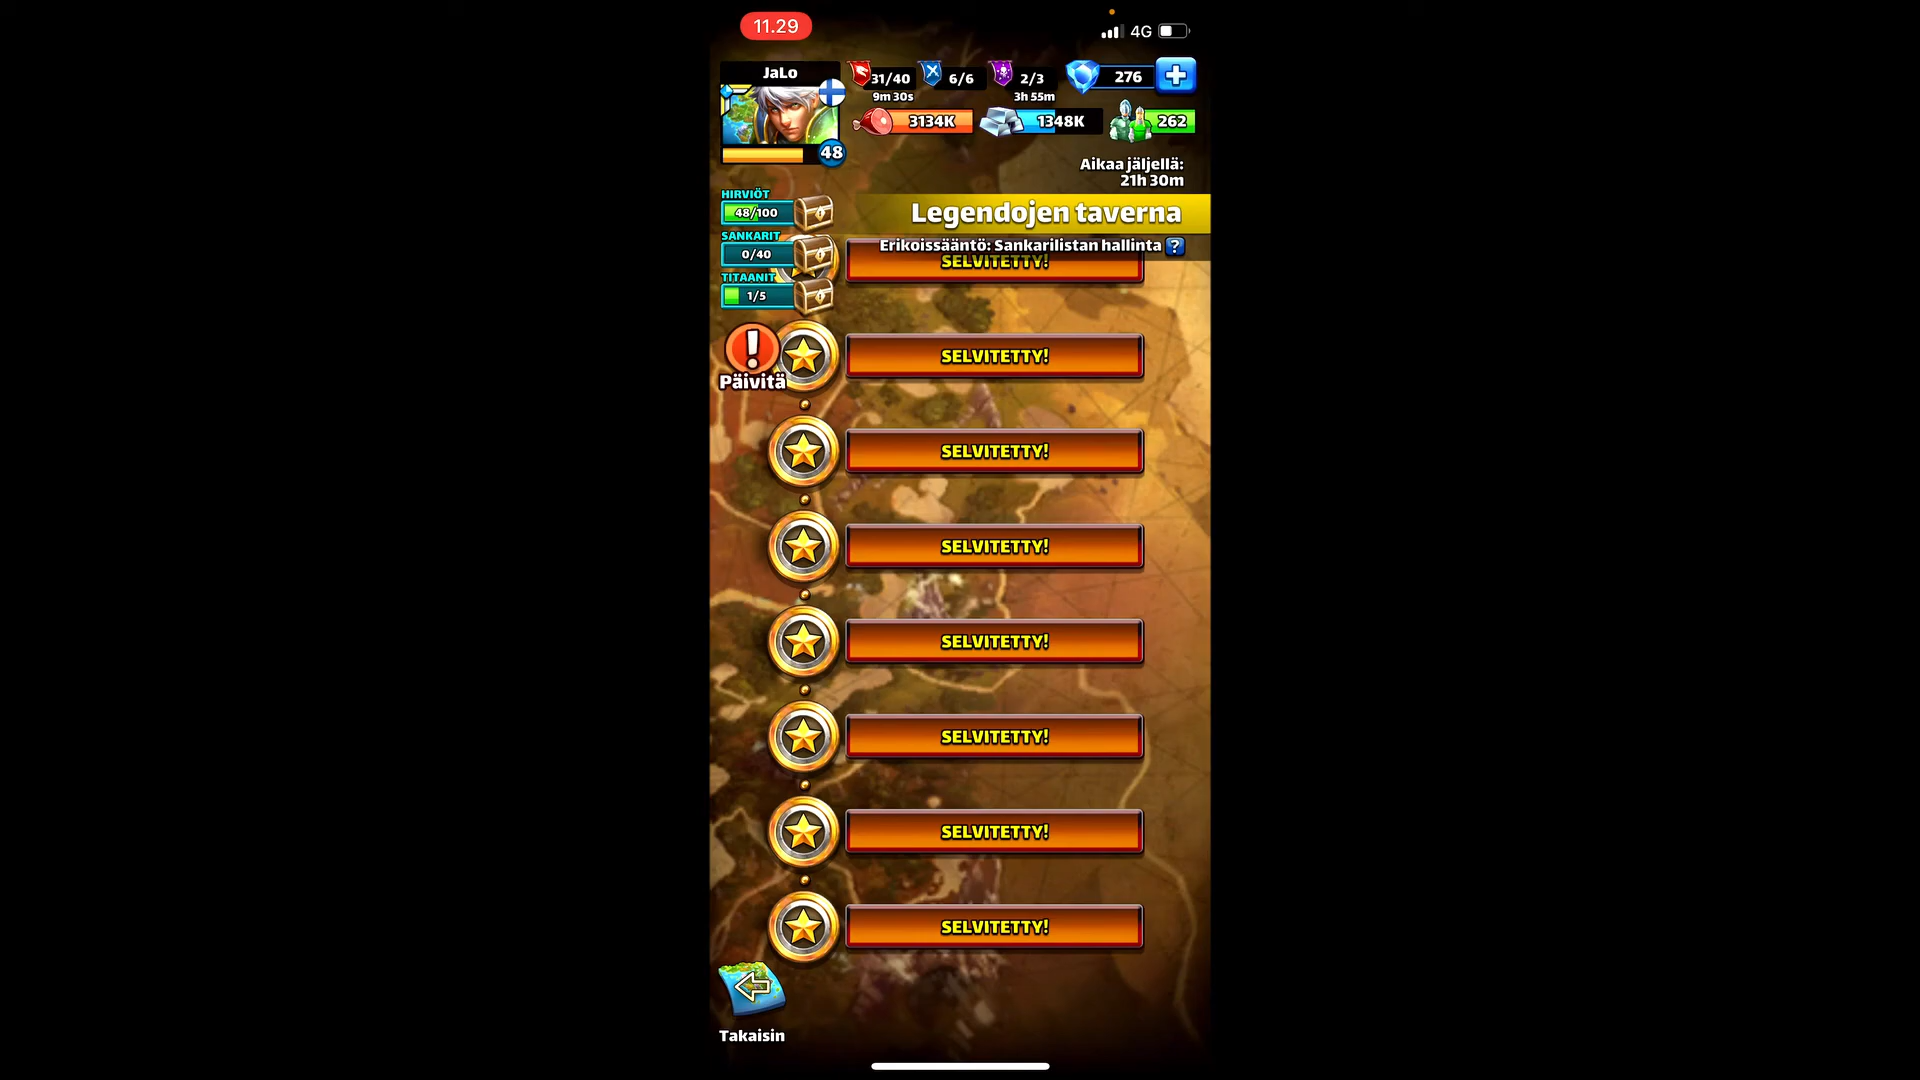 11.29
4G
JaLo
31/40
6/6
2/3
276
9m 30s
3h 55m
3134K
1348K
262
48
Aikaa jäljellä:
21h 30m
HIRVIÖT
48/100
Legendojen taverna
SANKARIT
0/40
Erikoissääntö: Sankarilistan hallinta ?
SELVITETTY!
TITAANIT
1/5
SELVITETTY!
Päivitä
SELVITETTY!
SELVITETTY!
SELVITETTY!
SELVITETTY!
SELVITETTY!
SELVITETTY!
Takaisin